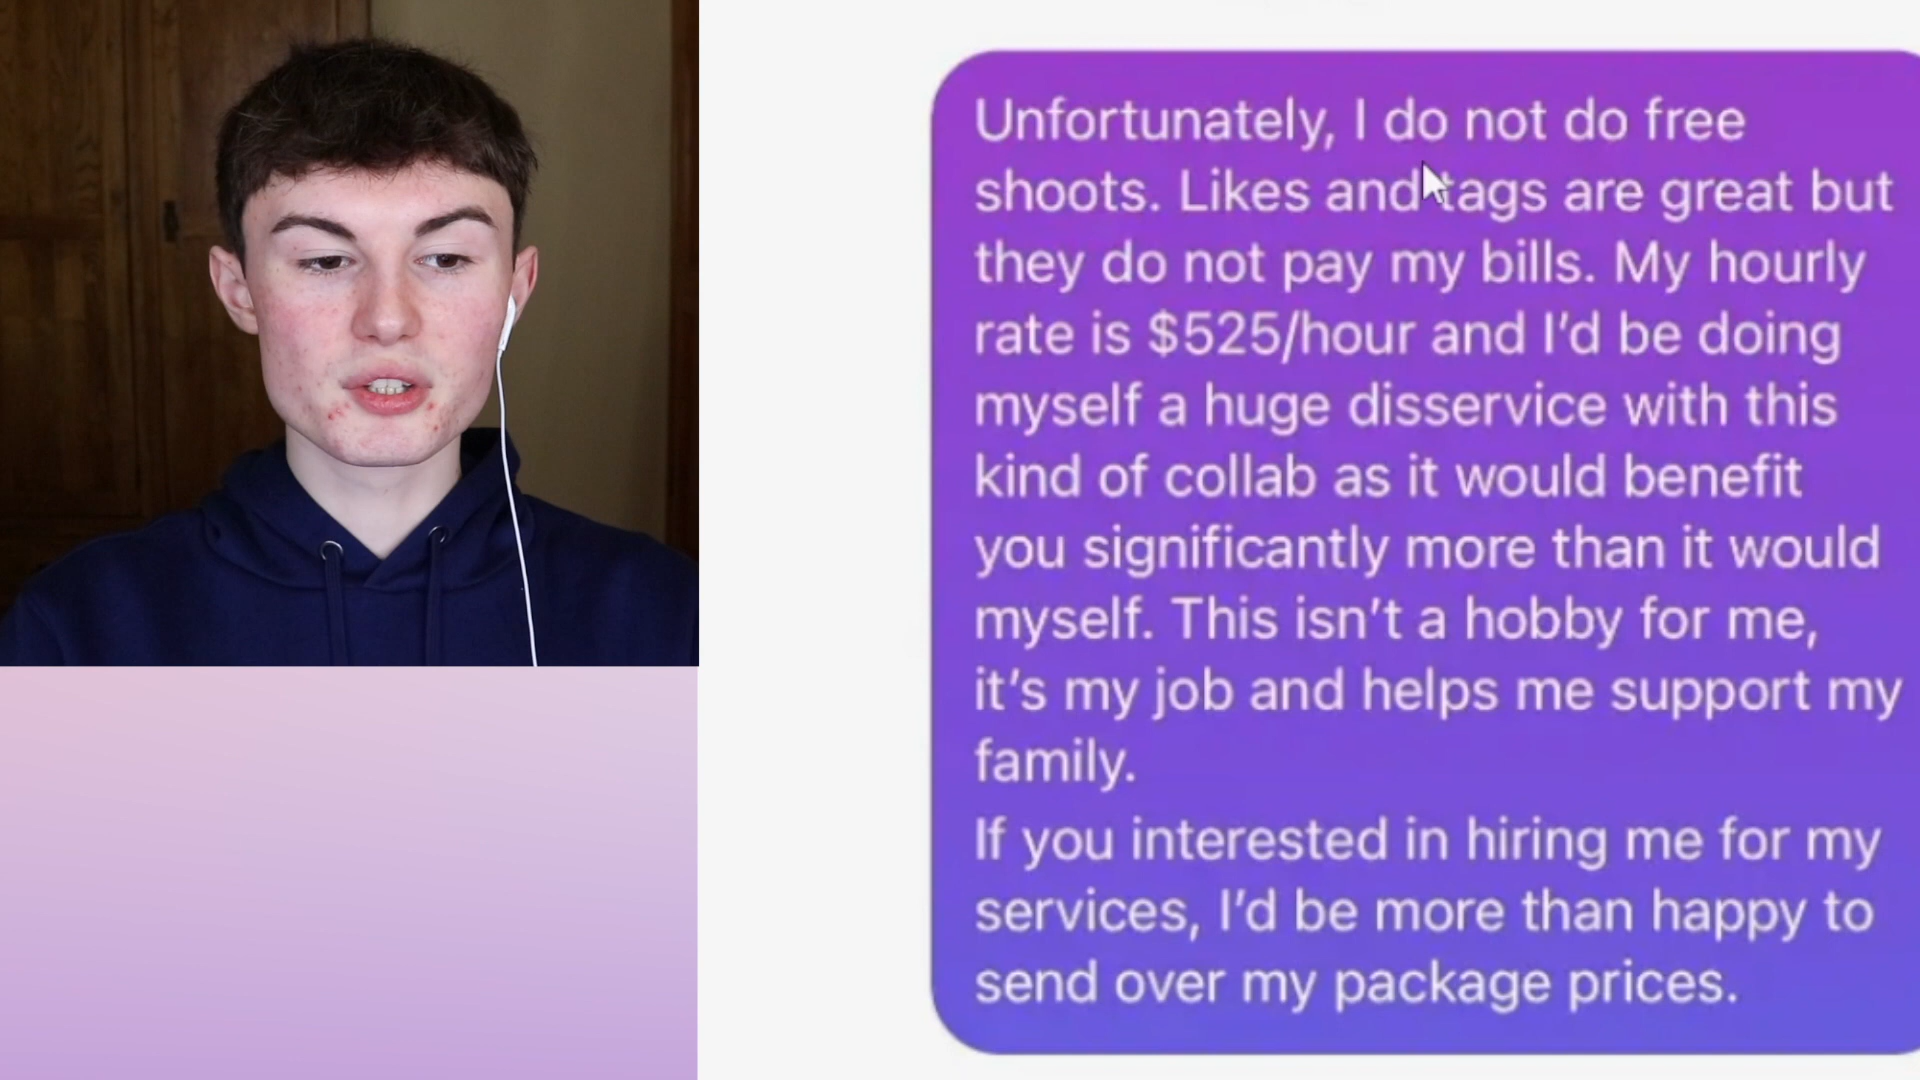 Unfortunately, I do not do free
shoots. Likes and tags are great but
they do not pay my bills. My hourly
rate is $525/hour and I’d be doing
myself a huge disservice with this
kind of collab as it would benefit
you significantly more than it would
myself. This isn’t a hobby for me,
it’s my job and helps me support my
family.
If you interested in hiring me for my
services, I’d be more than happy to
send over my package prices.